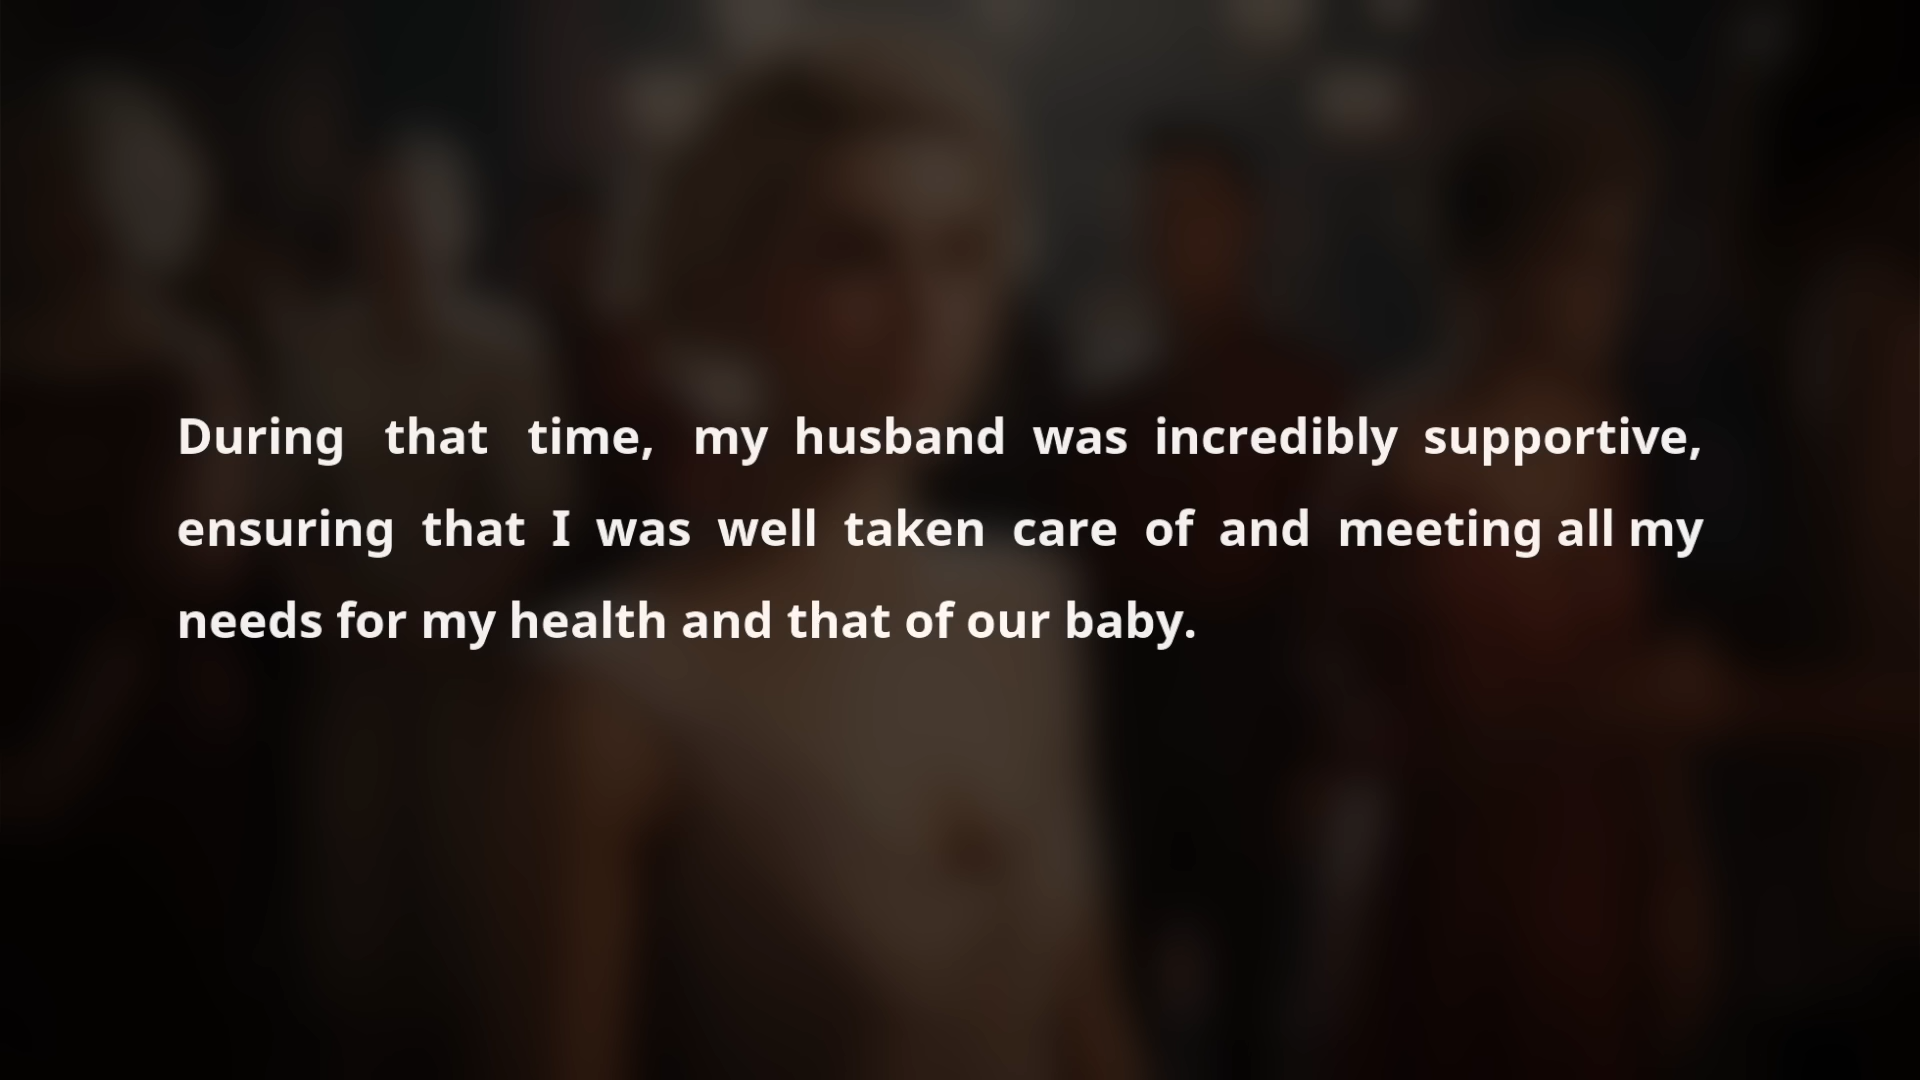 During that time, my husband was incredibly supportive,
ensuring that I was well taken care of and meeting all my
needs for my health and that of our baby.